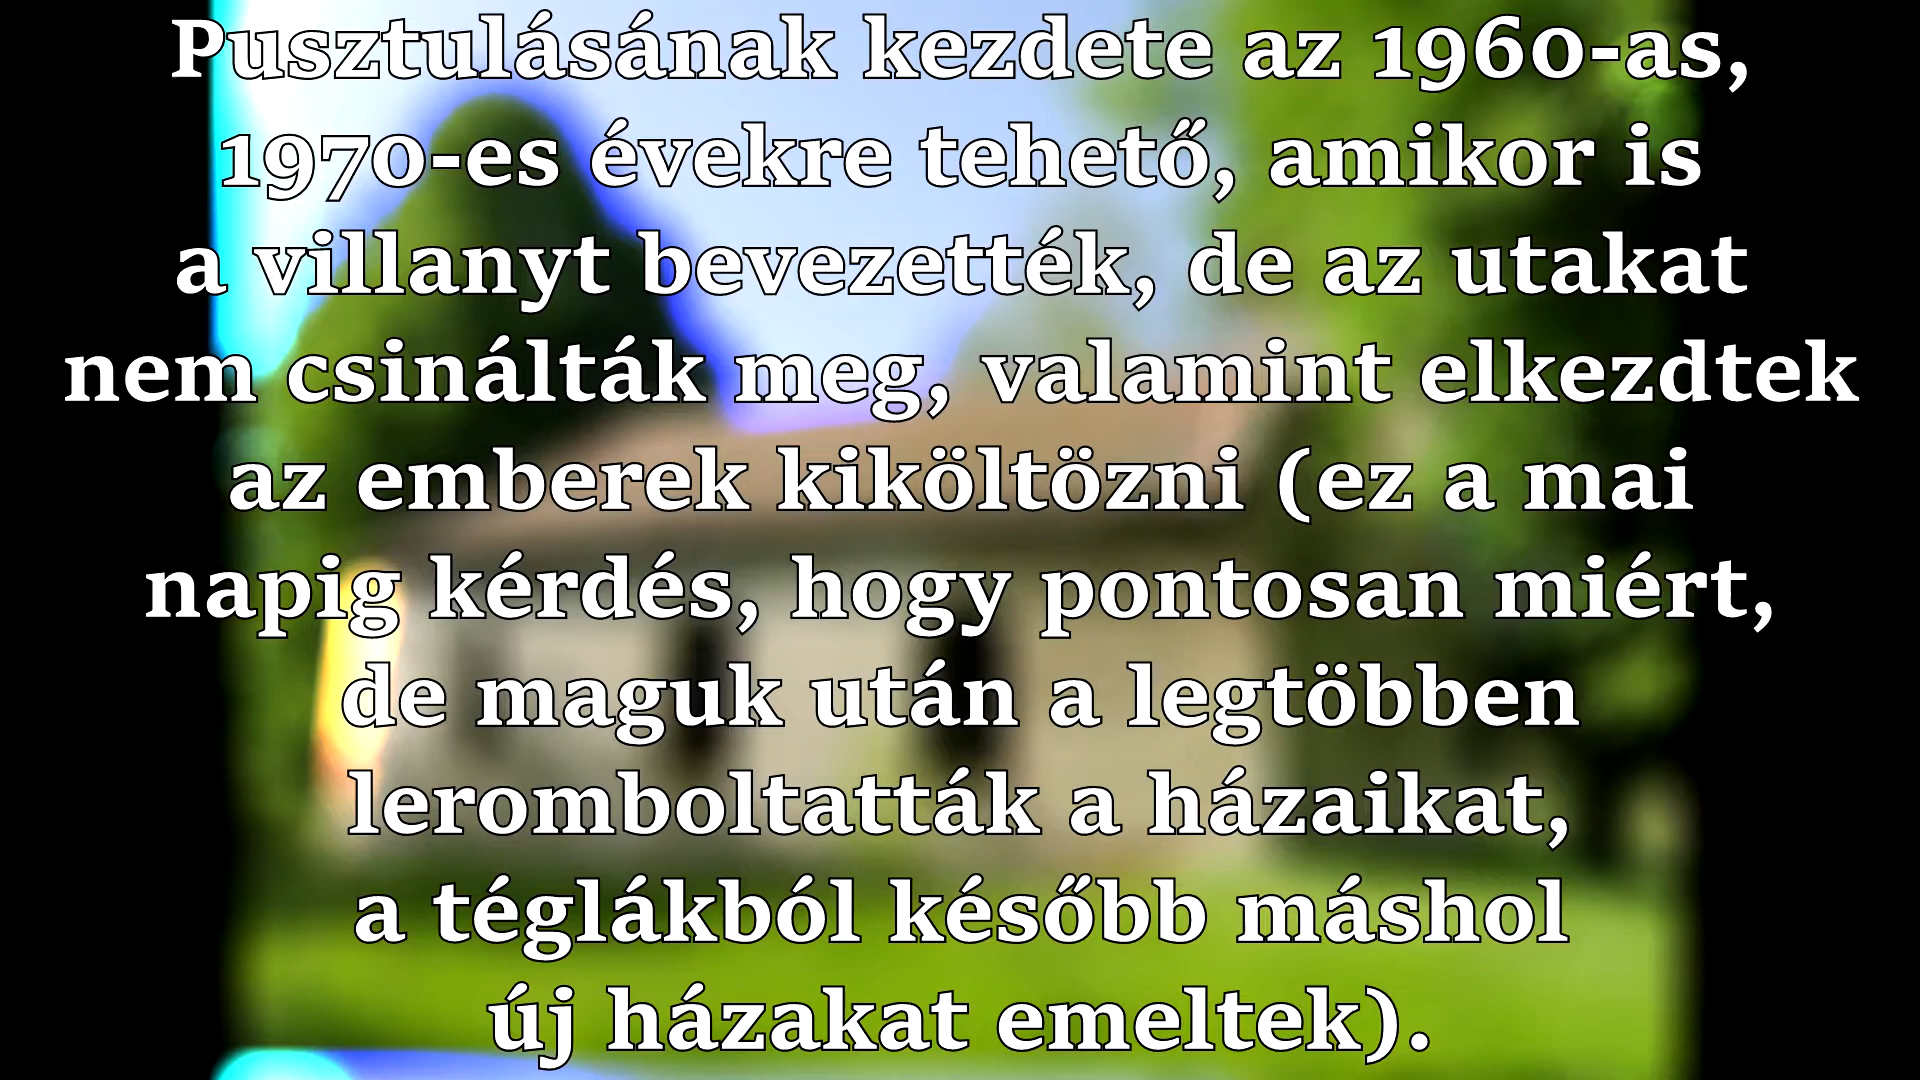 Pusztulásának kezdete az 1960-as,
1970-es évekre tehető, amikor is
a villanyt bevezették, de az utakat
nem csinálták meg, valamint elkezdtek
az emberek kiköltözni (ez a mai
napig kérdés, hogy pontosan miért,
de maguk után a legtöbben
leromboltatták a házaikat,
a téglákból később máshol
új házakat emeltek).